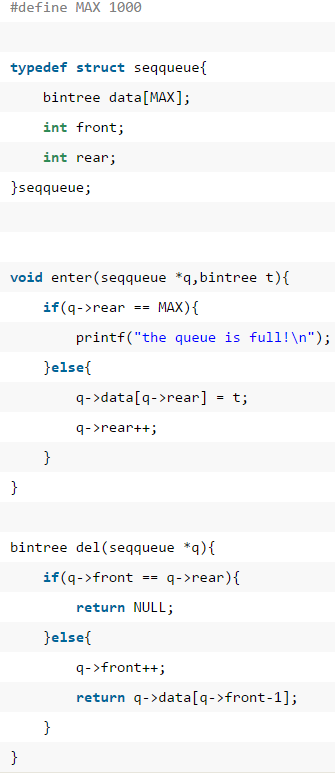 #define MAX 1000
typedef struct seqqueue{
    bintree data[MAX];
    int front;
    int rear;
}seqqueue;
void enter(seqqueue *q,bintree t){
    if(q->rear == MAX){
        printf("the queue is full!\n");
    }else{
        q->data[q->rear] = t;
        q->rear++;
    }
}
bintree del(seqqueue *q){
    if(q->front == q->rear){
        return NULL;
    }else{
        q->front++;
        return q->data[q->front-1];
    }
}